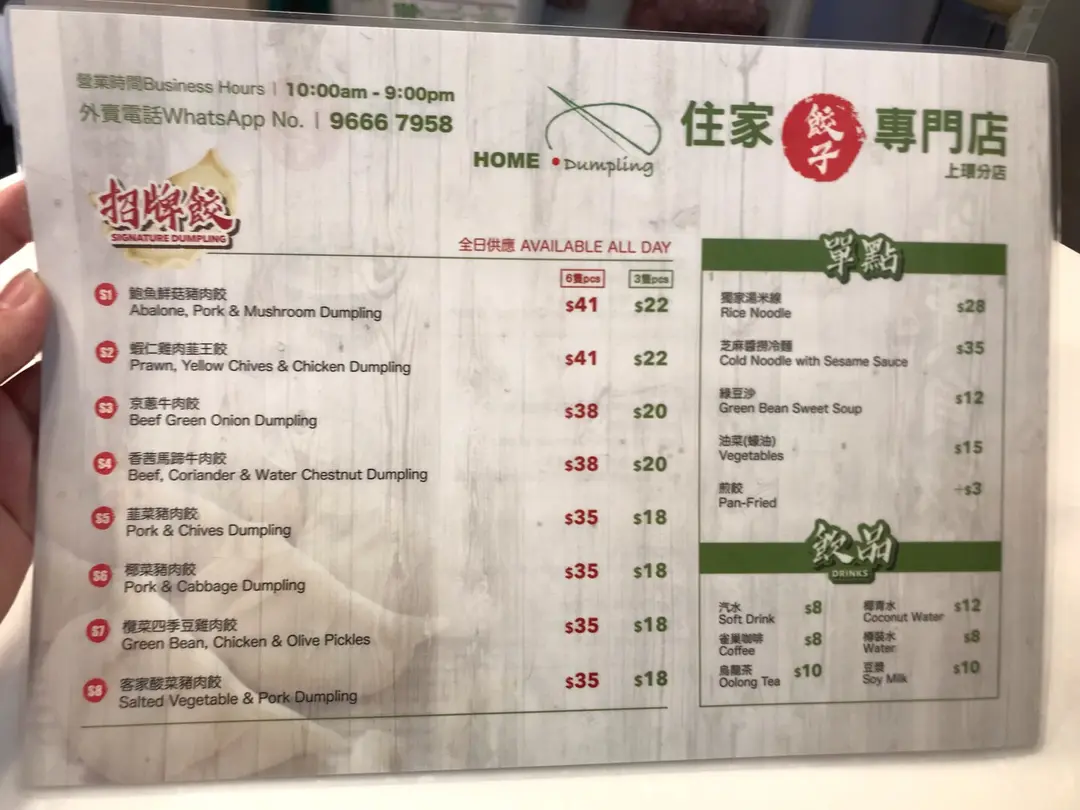 營業時間Business Hours | 10:00am - 9:00pm
外賣電話WhatsApp No. | 9666 7958
HOME • Dumpling
住家餃子專門店
上環分店
招牌餃
SIGNATURE DUMPLING
全日供應 AVAILABLE ALL DAY
6隻pcs 3隻pcs
S1 鮑魚鮮菇豬肉餃
Abalone, Pork & Mushroom Dumpling $41 $22
S2 蝦仁雞肉韮王餃
Prawn, Yellow Chives & Chicken Dumpling $41 $22
S3 京蔥牛肉餃
Beef Green Onion Dumpling $38 $20
S4 香茜馬蹄牛肉餃
Beef, Coriander & Water Chestnut Dumpling $38 $20
S5 韮菜豬肉餃
Pork & Chives Dumpling $35 $18
S6 椰菜豬肉餃
Pork & Cabbage Dumpling $35 $18
S7 欖菜四季豆雞肉餃
Green Bean, Chicken & Olive Pickles $35 $18
S8 客家酸菜豬肉餃
Salted Vegetable & Pork Dumpling $35 $18
單點
獨家湯米線
Rice Noodle $28
芝麻醬撈冷麵
Cold Noodle with Sesame Sauce $35
綠豆沙
Green Bean Sweet Soup $12
油菜(蠔油)
Vegetables $15
煎餃
Pan-Fried +$3
飲品
DRINKS
汽水 椰青水
Soft Drink $8 Coconut Water $12
雀巢咖啡 樽裝水
Coffee $8 Water $8
烏龍茶 豆漿
Oolong Tea $10 Soy Milk $10